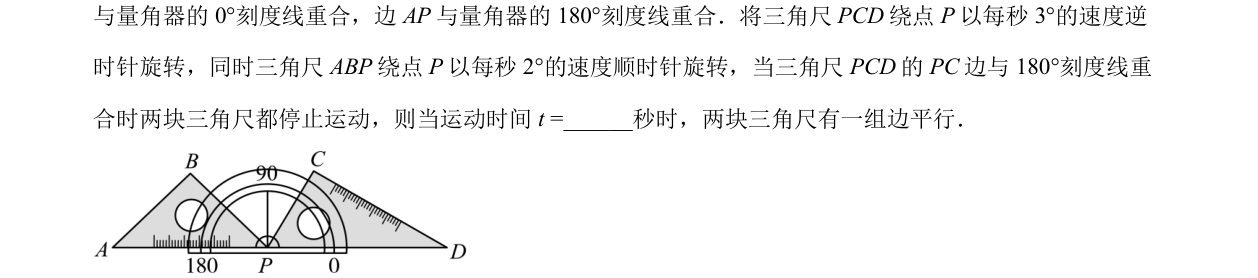 与量角器的 0°刻度线重合，边 AP 与量角器的 180°刻度线重合．将三角尺 PCD 绕点 P 以每秒 3°的速度逆
时针旋转，同时三角尺 ABP 绕点 P 以每秒 2°的速度顺时针旋转，当三角尺 PCD 的 PC 边与 180°刻度线重
合时两块三角尺都停止运动，则当运动时间 t =______秒时，两块三角尺有一组边平行．
B 90 C
A D
180 P 0